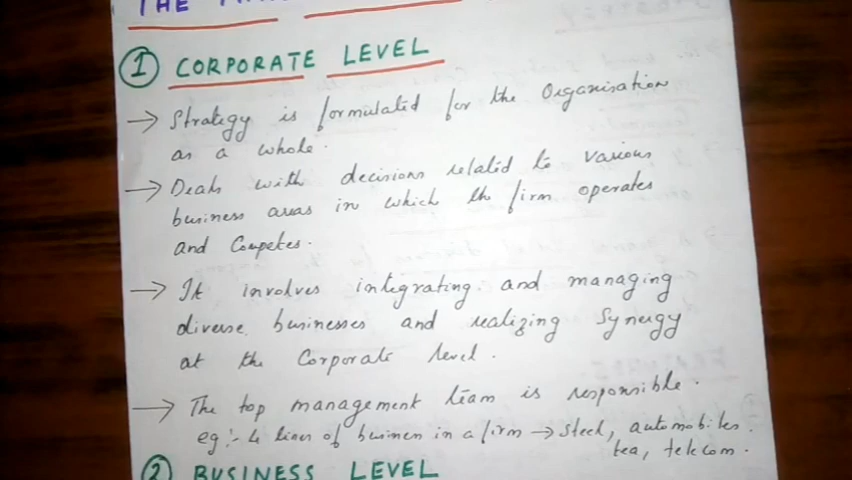 THE
① CORPORATE LEVEL
→ Strategy is formulated for the Organisation
as a whole.
→ Deals with decisions related to various
business areas in which the firm operates
and Competes.
→ It involves integrating and managing
diverse businesses and realizing Synergy
at the Corporate level.
→ The top management team is responsible.
eg:- 4 lines of business in a firm → Steel, automobiles.
tea, telecom.
② BUSINESS LEVEL